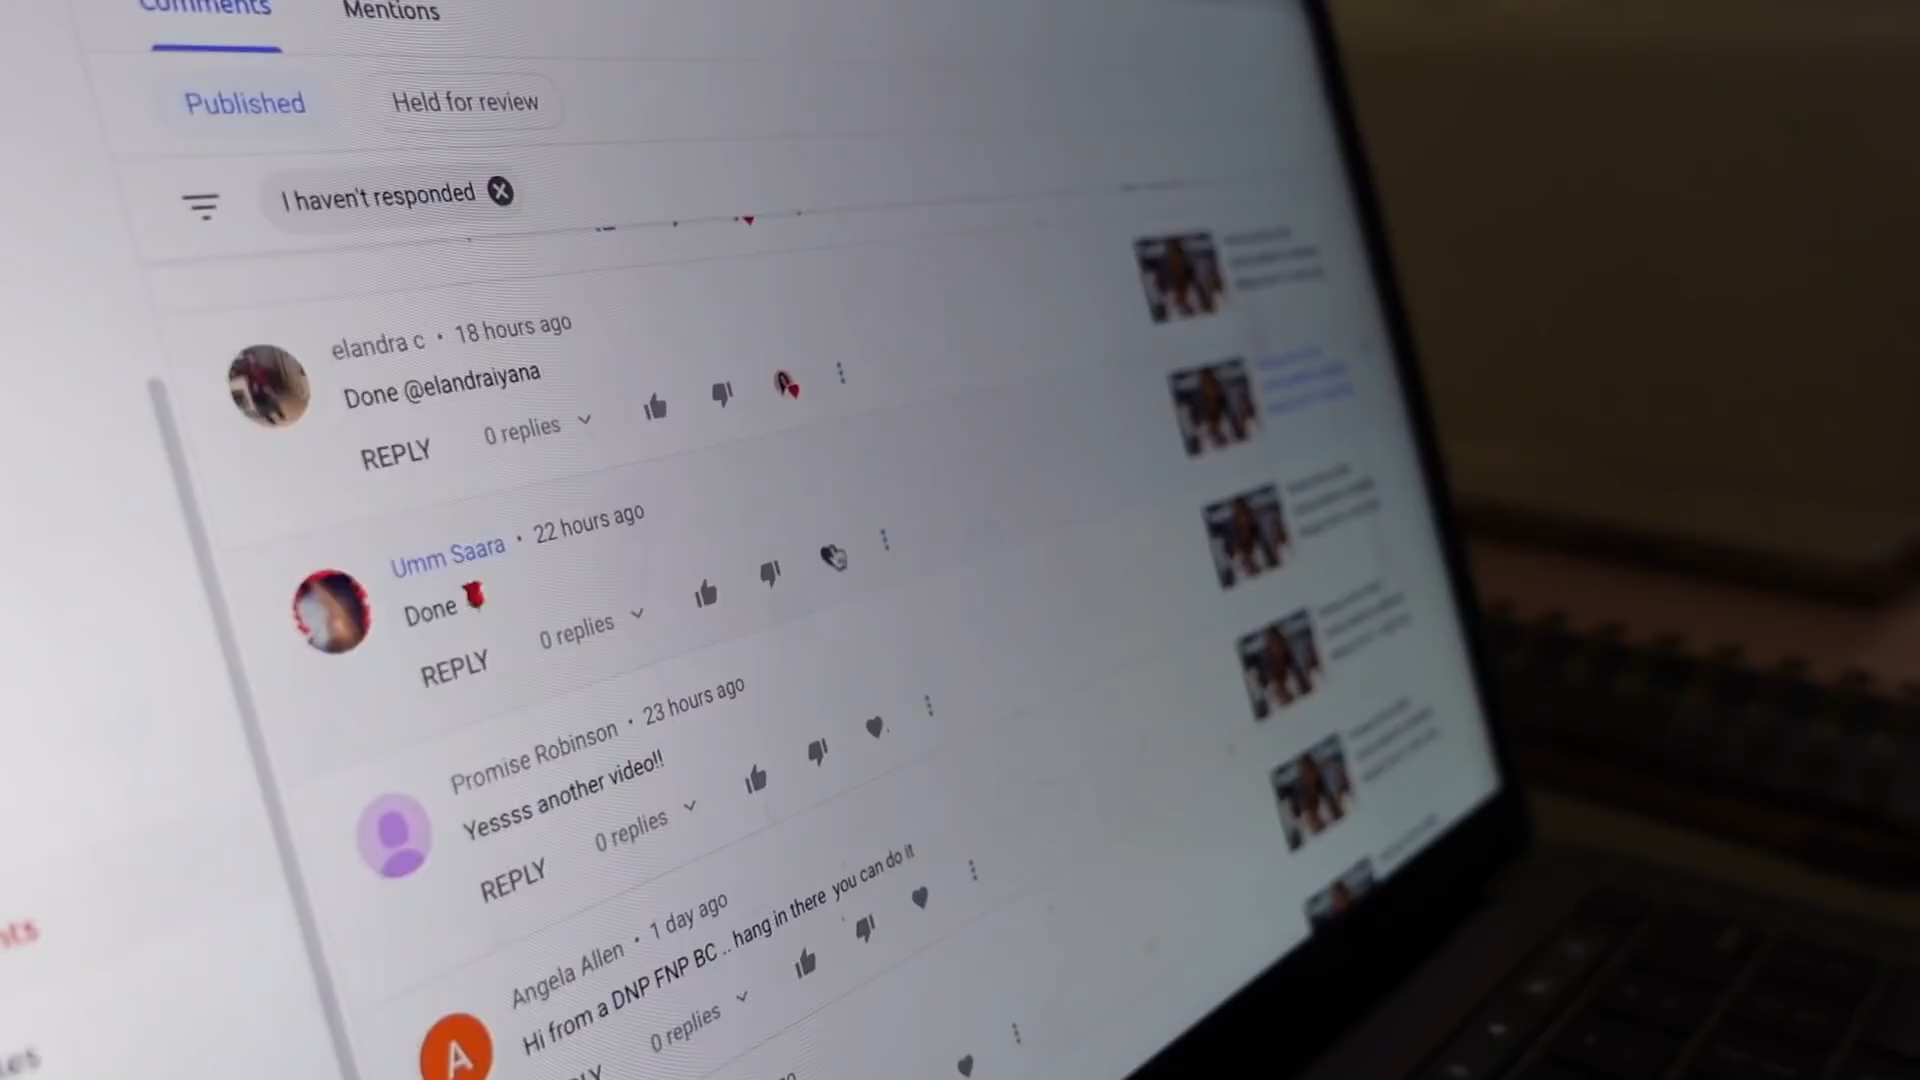 Comments
Mentions
Published
Held for review
I haven't responded
elandra c • 18 hours ago
Done @elandraiyana
REPLY
0 replies
Umm Saara • 22 hours ago
Done 🌹
REPLY
0 replies
Promise Robinson • 23 hours ago
Yessss another video!!
REPLY
0 replies
Angela Allen • 1 day ago
Hi from a DNP FNP BC .. hang in there you can do it
0 replies
A